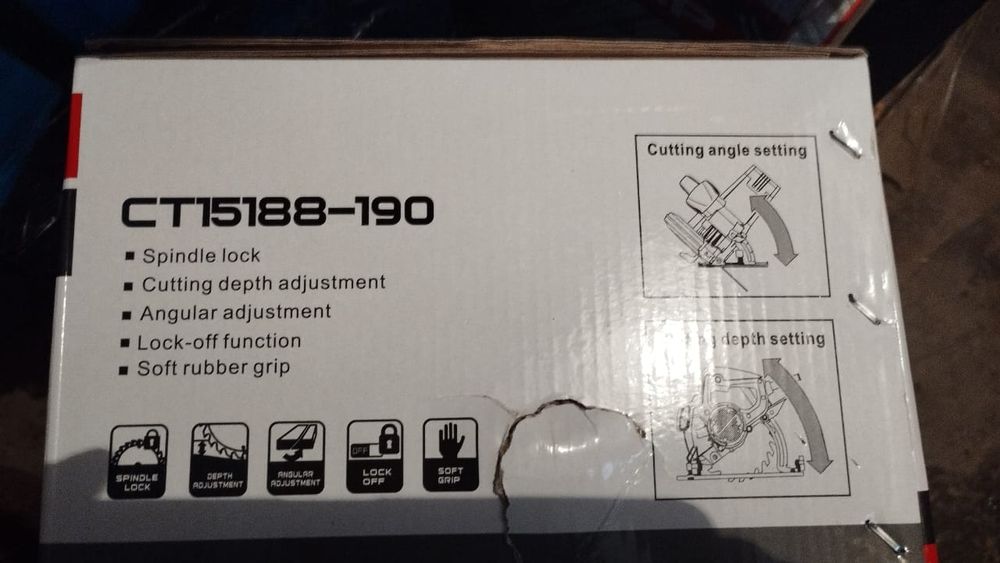 CT15188-190
▪ Spindle lock
▪ Cutting depth adjustment
▪ Angular adjustment
▪ Lock-off function
▪ Soft rubber grip
SPINDLE
LOCK
DEPTH
ADJUSTMENT
ANGULAR
ADJUSTMENT
OFF
LOCK
OFF
SOFT
GRIP
Cutting angle setting
depth setting